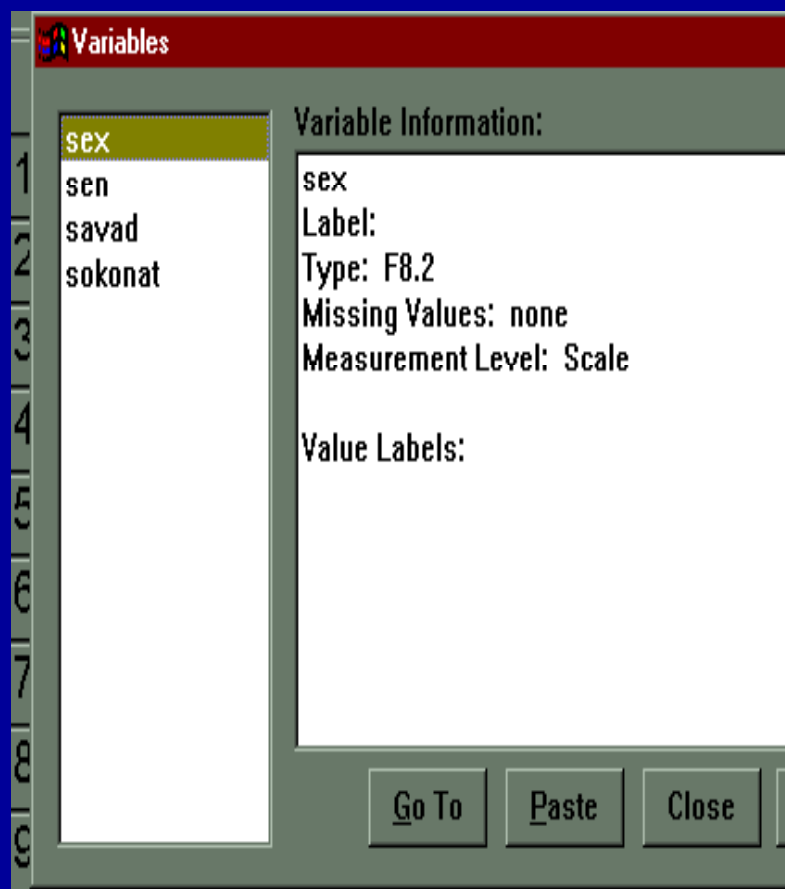 Variables
sex
sen
savad
sokonat
Variable Information:
sex
Label:
Type: F8.2
Missing Values: none
Measurement Level: Scale
Value Labels:
1
2
3
4
5
6
7
8
9
Go To
Paste
Close